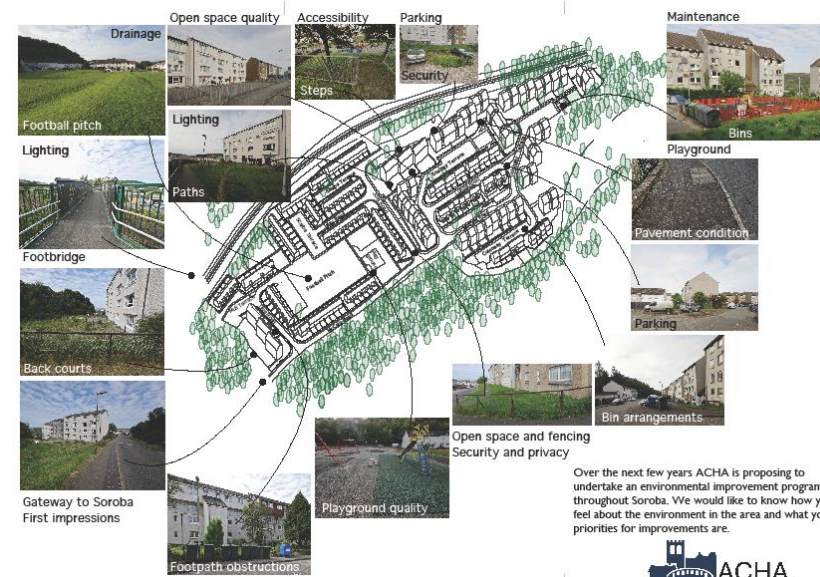 Open space quality
Accessibility
Parking
Maintenance
Drainage
Football pitch
Steps
Security
Bins
Lighting
Paths
Lighting
Footbridge
Playground
Pavement condition
Parking
Football Pitch
Back courts
Bin arrangements
Open space and fencing
Security and privacy
Gateway to Soroba
First impressions
Playground quality
Footpath obstructions
Over the next few years ACHA is proposing to
undertake an environmental improvement program
throughout Soroba. We would like to know how y
feel about the environment in the area and what yo
priorities for improvements are.
ACHA